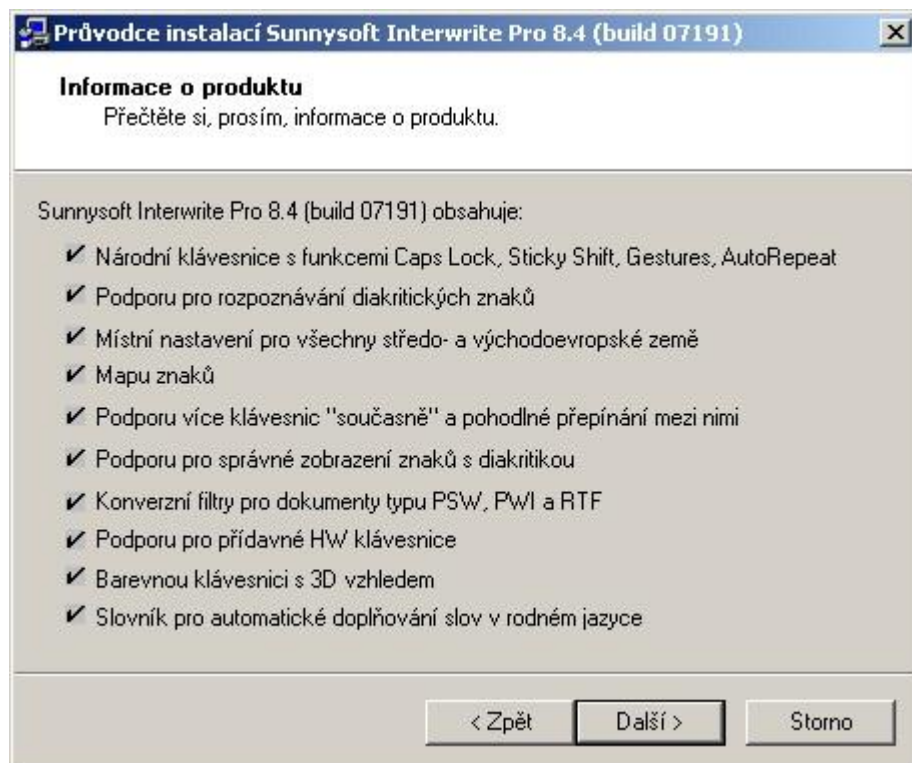 Průvodce instalací Sunnysoft Interwrite Pro 8.4 (build 07191)
Informace o produktu
Přečtěte si, prosím, informace o produktu.
Sunnysoft Interwrite Pro 8.4 (build 07191) obsahuje:
Národní klávesnice s funkcemi Caps Lock, Sticky Shift, Gestures, AutoRepeat
Podporu pro rozpoznávání diakritických znaků
Místní nastavení pro všechny středo- a východoevropské země
Mapu znaků
Podporu více klávesnic "současně" a pohodlné přepínání mezi nimi
Podporu pro správné zobrazení znaků s diakritikou
Konverzní filtry pro dokumenty typu PSW, PWI a RTF
Podporu pro přídavné HW klávesnice
Barevnou klávesnici s 3D vzhledem
Slovník pro automatické doplňování slov v rodném jazyce
< Zpět Další > Storno